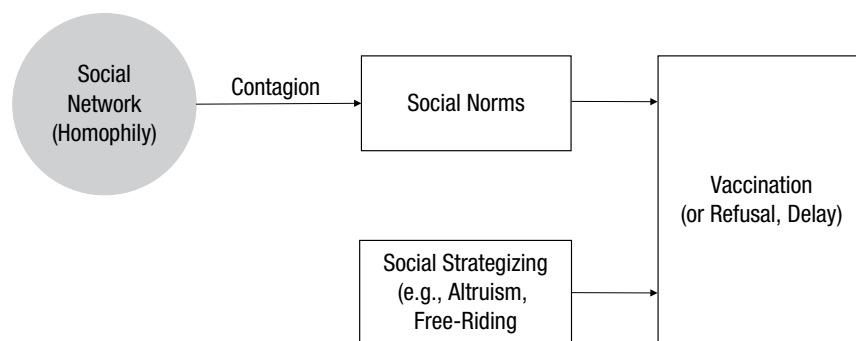 Social
Network
(Homophily)
Contagion
Social Norms
Vaccination
(or Refusal, Delay)
Social Strategizing
(e.g., Altruism,
Free-Riding